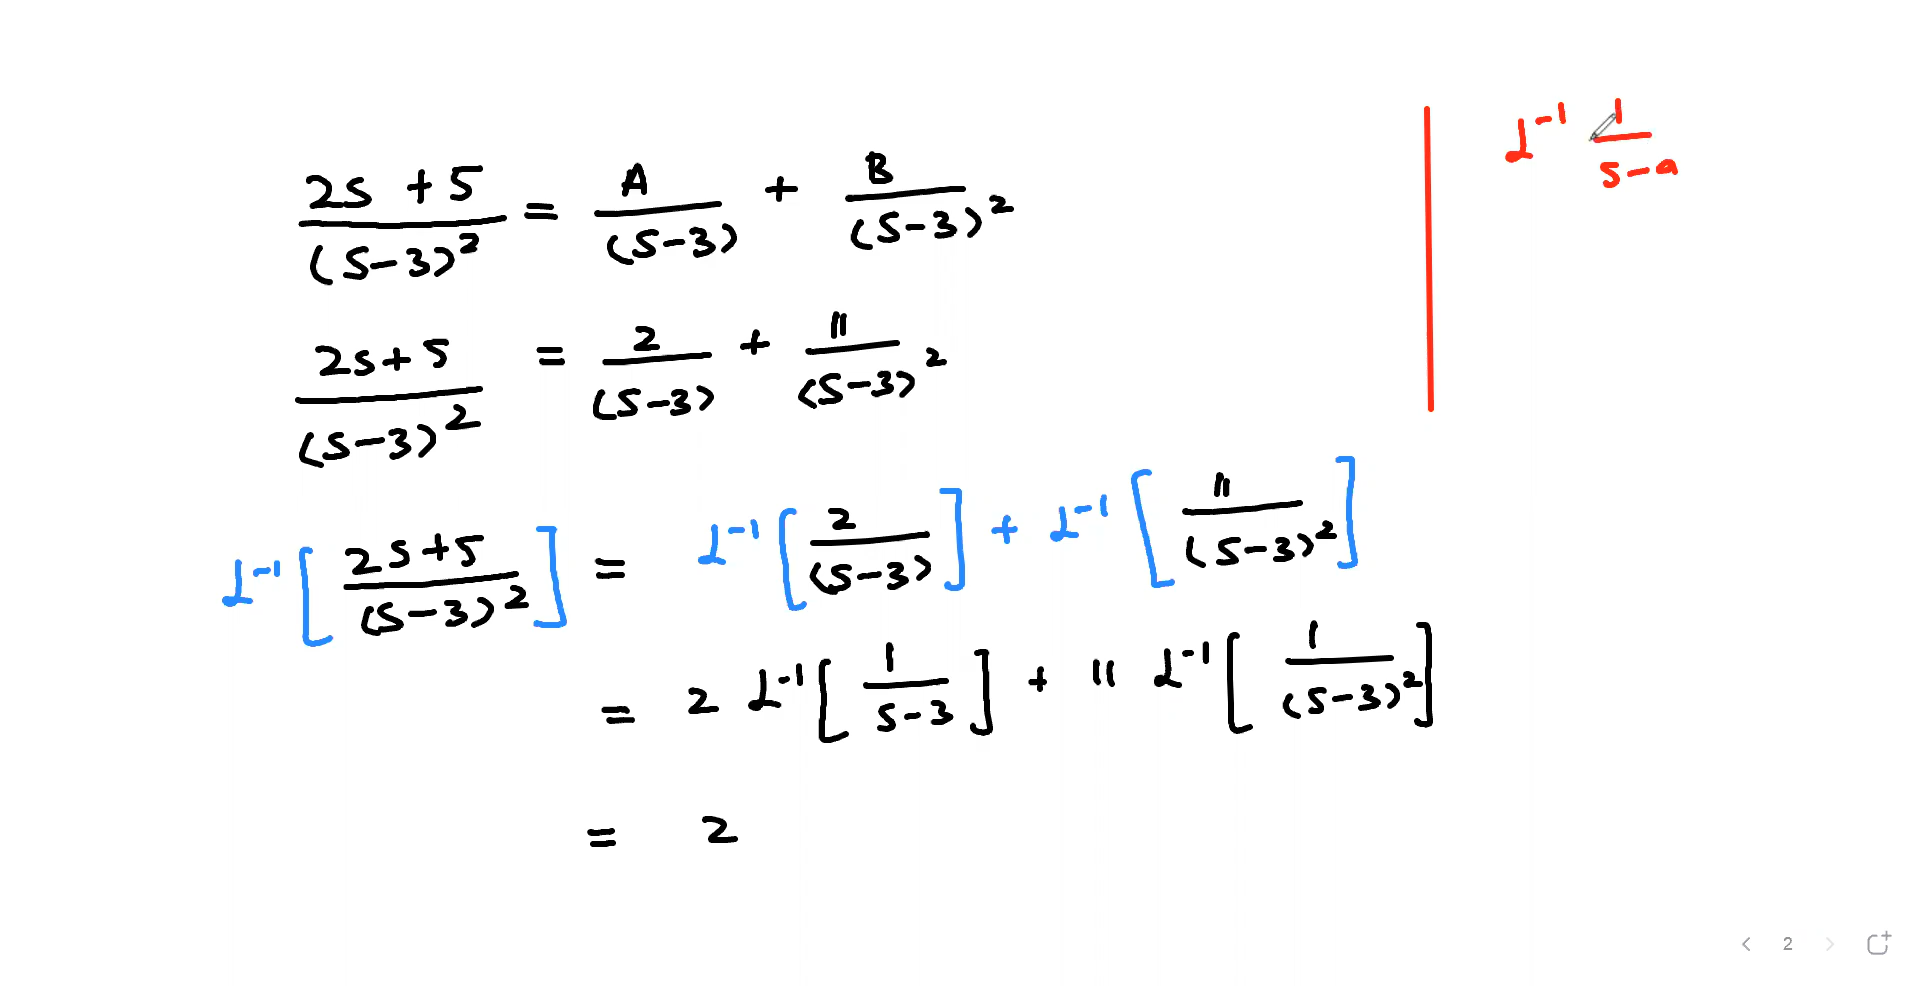 (2s + 5)/(s-3)² = A/(s-3) + B/(s-3)²
(2s+5)/(s-3)² = 2/(s-3) + 11/(s-3)²
L⁻¹[(2s+5)/(s-3)²] = L⁻¹[2/(s-3)] + L⁻¹[11/(s-3)²]
= 2 L⁻¹[1/(s-3)] + 11 L⁻¹[1/(s-3)²]
= 2
L⁻¹ 1/(s-a)
< 2 >